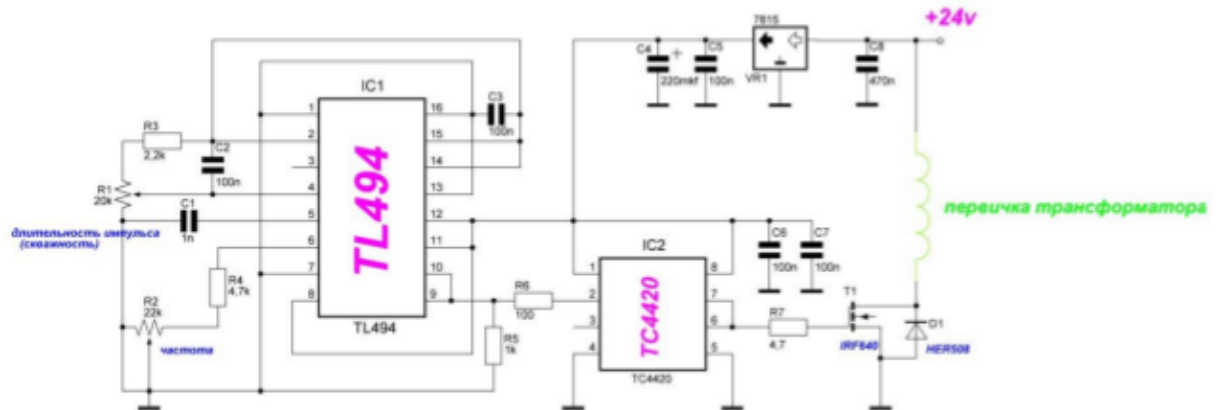 +24v
7815
C4
+
220mkf
C5
100n
VR1
C8
470n
IC1
C3
100n
1
2
3
4
5
6
7
8
16
15
14
13
12
11
10
9
TL494
TL494
R3
2,2k
C2
100n
R1
20k
C1
1n
длительность импульса
(скважность)
R4
4,7k
R2
22k
частота
R6
100
R5
1k
IC2
1
2
3
4
8
7
6
5
TC4420
TC4420
C6
100n
C7
100n
R7
4,7
T1
IRF640
D1
HER508
первичка трансформатора